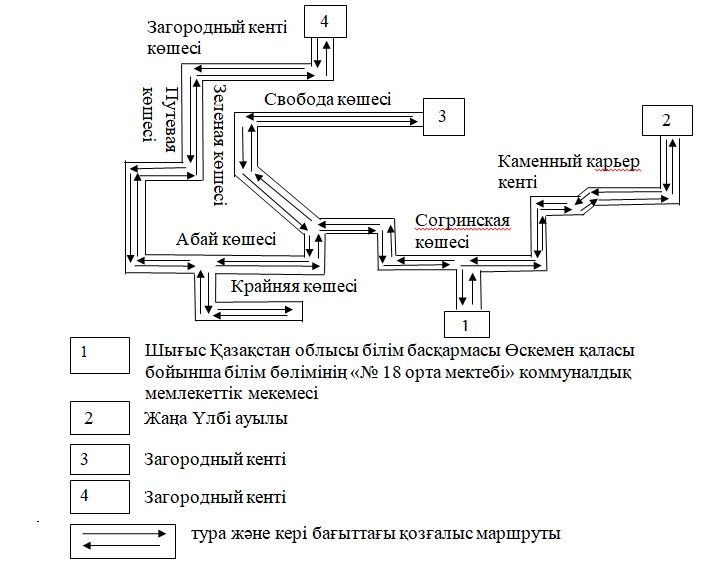 Загородный кенті
көшесі
4
Путевая
көшесі
Зеленая көшесі
Свобода көшесі
3
2
Каменный карьер
кенті
Абай көшесі
Согринская
көшесі
Крайняя көшесі
1
1 Шығыс Қазақстан облысы білім басқармасы Өскемен қаласы
бойынша білім бөлімінің «№ 18 орта мектебі» коммуналдық
мемлекеттік мекемесі
2 Жаңа Үлбі ауылы
3 Загородный кенті
4 Загородный кенті
тура және кері бағыттағы қозғалыс маршруты